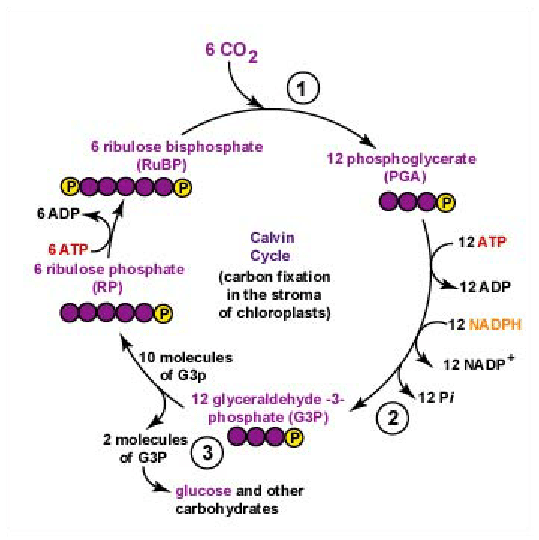 6 CO2
1
6 ribulose bisphosphate
(RuBP)
P
P
12 phosphoglycerate
(PGA)
P
6 ADP
6 ATP
6 ribulose phosphate
(RP)
P
Calvin
Cycle
(carbon fixation
in the stroma
of chloroplasts)
12 ATP
12 ADP
12 NADPH
12 NADP+
12 Pi
2
10 molecules
of G3p
12 glyceraldehyde -3-
phosphate (G3P)
P
3
2 molecules
of G3P
glucose and other
carbohydrates